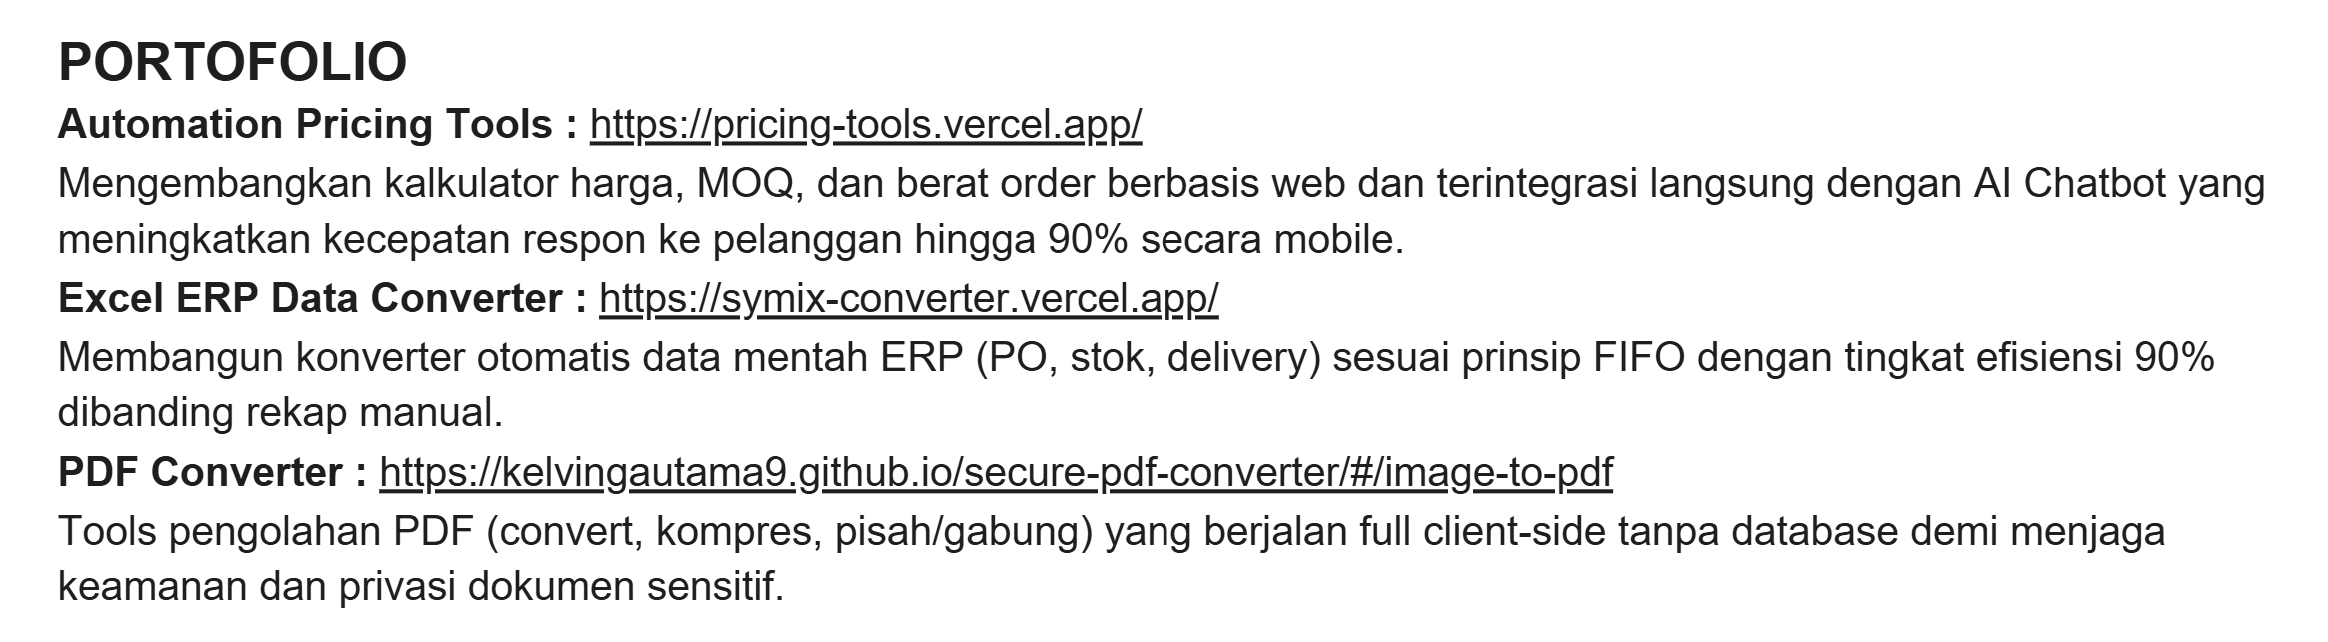 PORTOFOLIO
Automation Pricing Tools : https://pricing-tools.vercel.app/
Mengembangkan kalkulator harga, MOQ, dan berat order berbasis web dan terintegrasi langsung dengan AI Chatbot yang
meningkatkan kecepatan respon ke pelanggan hingga 90% secara mobile.
Excel ERP Data Converter : https://symix-converter.vercel.app/
Membangun konverter otomatis data mentah ERP (PO, stok, delivery) sesuai prinsip FIFO dengan tingkat efisiensi 90%
dibanding rekap manual.
PDF Converter : https://kelvingautama9.github.io/secure-pdf-converter/#/image-to-pdf
Tools pengolahan PDF (convert, kompres, pisah/gabung) yang berjalan full client-side tanpa database demi menjaga
keamanan dan privasi dokumen sensitif.